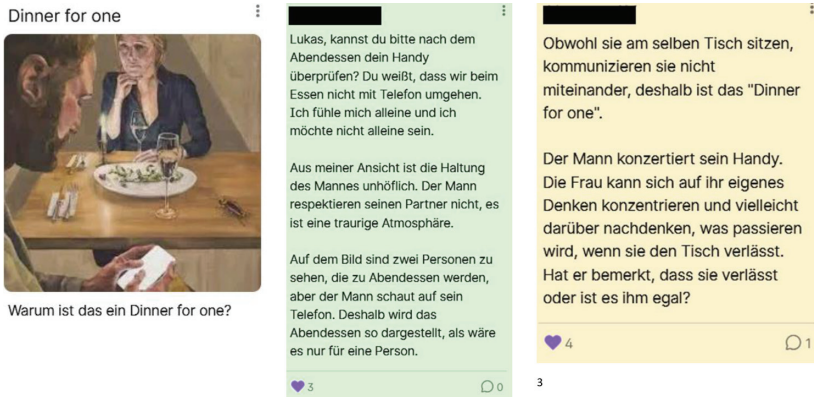 Dinner for one
Warum ist das ein Dinner for one?
Lukas, kannst du bitte nach dem
Abendessen dein Handy
überprüfen? Du weißt, dass wir beim
Essen nicht mit Telefon umgehen.
Ich fühle mich alleine und ich
möchte nicht alleine sein.
Aus meiner Ansicht ist die Haltung
des Mannes unhöflich. Der Mann
respektieren seinen Partner nicht, es
ist eine traurige Atmosphäre.
Auf dem Bild sind zwei Personen zu
sehen, die zu Abendessen werden,
aber der Mann schaut auf sein
Telefon. Deshalb wird das
Abendessen so dargestellt, als wäre
es nur für eine Person.
3
0
Obwohl sie am selben Tisch sitzen,
kommunizieren sie nicht
miteinander, deshalb ist das "Dinner
for one".
Der Mann konzertiert sein Handy.
Die Frau kann sich auf ihr eigenes
Denken konzentrieren und vielleicht
darüber nachdenken, was passieren
wird, wenn sie den Tisch verlässt.
Hat er bemerkt, dass sie verlässt
oder ist es ihm egal?
4
1
3